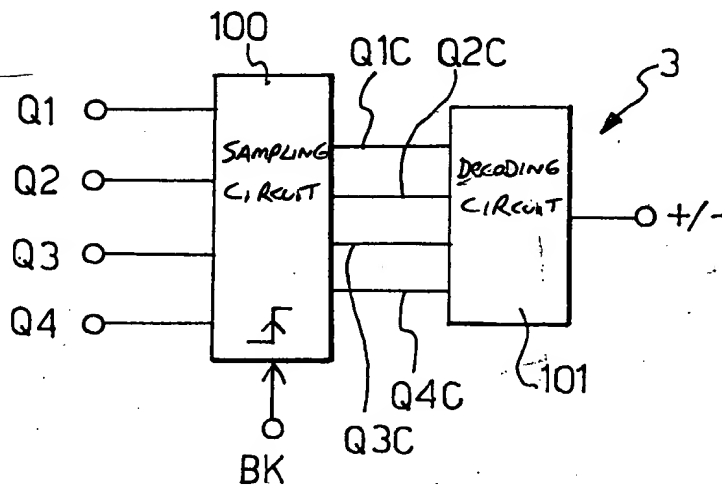 100
Q1C
Q2C
3
Q1
Q2
Q3
Q4
SAMPLING
CIRCUIT
DECODING
CIRCUIT
+/-
101
Q4C
Q3C
BK